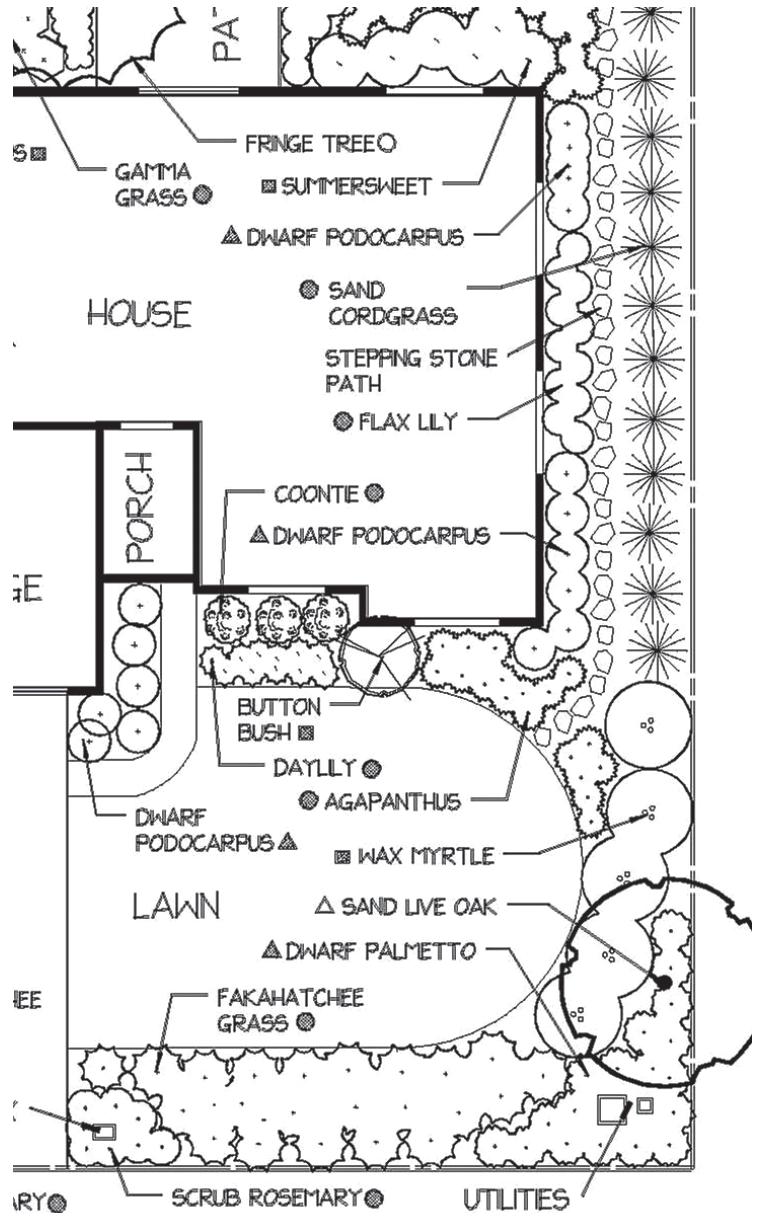 PAT
FRINGE TREE
S
GAMMA
GRASS
SUMMERSWEET
DWARF PODOCARPUS
SAND
CORDGRASS
HOUSE
STEPPING STONE
PATH
FLAX LILY
PORCH
COONTIE
DWARF PODOCARPUS
GE
BUTTON
BUSH
DAYLILY
AGAPANTHUS
DWARF
PODOCARPUS
WAX MYRTLE
LAWN
SAND LIVE OAK
DWARF PALMETTO
HEE
FAKAHATCHEE
GRASS
ARY
SCRUB ROSEMARY
UTILITIES